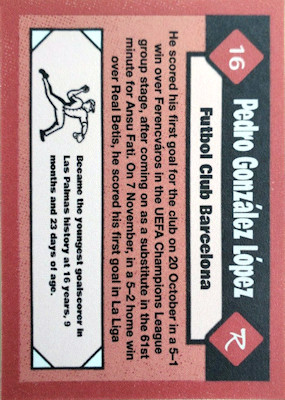 16
Pedro González López
R
Futbol Club Barcelona
He scored his first goal for the club on 20 October in a 5–1
win over Ferencváros in the UEFA Champions League
group stage, after coming on as a substitute in the 61st
minute for Ansu Fati. On 7 November, in a 5–2 home win
over Real Betis, he scored his first goal in La Liga
Became the youngest goalscorer in
Las Palmas history at 16 years, 9
months and 23 days of age.